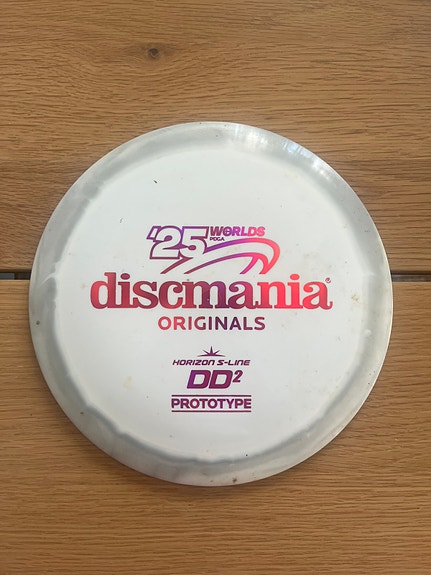 '25 WORLDS
PDGA
discmania®
ORIGINALS
HORIZON S-LINE
DD²
PROTOTYPE